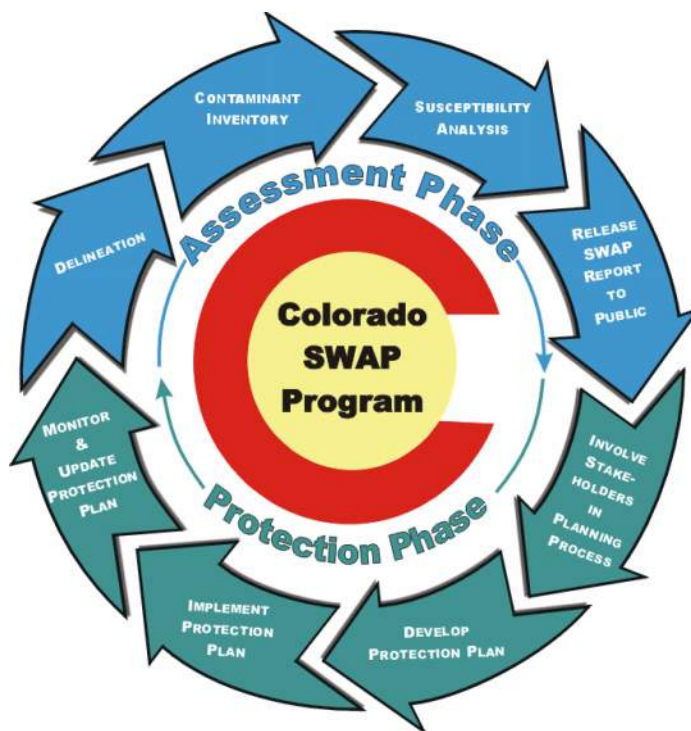 CONTAMINANT
INVENTORY
SUSCEPTIBILITY
ANALYSIS
RELEASE
SWAP
REPORT
TO
PUBLIC
INVOLVE
STAKE-
HOLDERS
IN
PLANNING
PROCESS
DEVELOP
PROTECTION PLAN
IMPLEMENT
PROTECTION
PLAN
MONITOR
&
UPDATE
PROTECTION
PLAN
DELINEATION
Assessment Phase
Colorado
SWAP
Program
Protection Phase